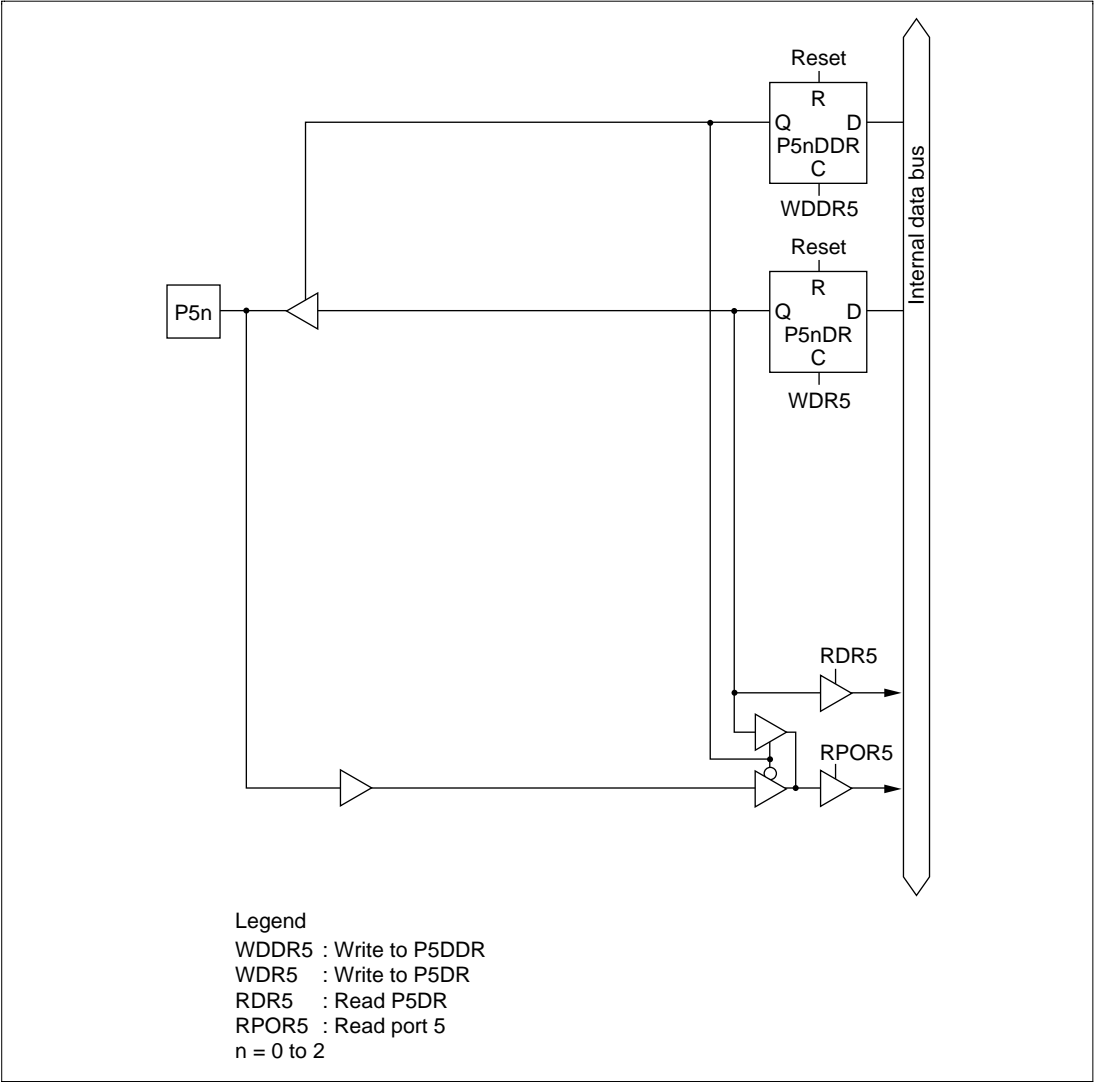 Reset
R
Q D
P5nDDR
C
WDDR5
Internal data bus
Reset
R
P5n
Q D
P5nDR
C
WDR5
RDR5
RPOR5
Legend
WDDR5 : Write to P5DDR
WDR5 : Write to P5DR
RDR5 : Read P5DR
RPOR5 : Read port 5
n = 0 to 2